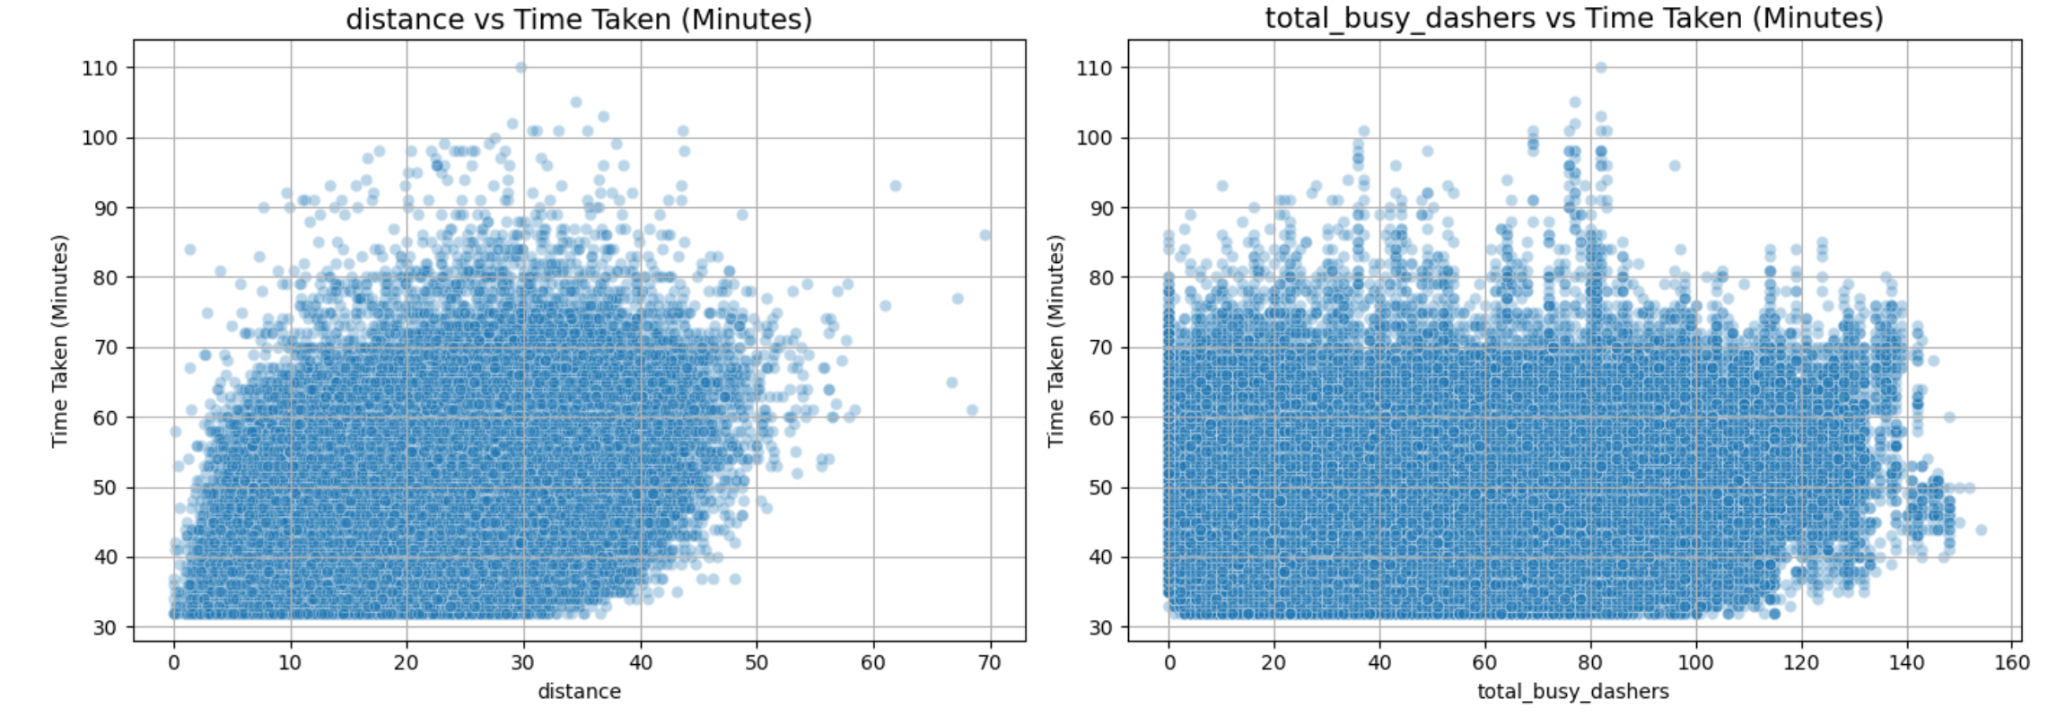 distance vs Time Taken (Minutes)
Time Taken (Minutes)
110
100
90
80
70
60
50
40
30
0 10 20 30 40 50 60 70
distance
total_busy_dashers vs Time Taken (Minutes)
Time Taken (Minutes)
110
100
90
80
70
60
50
40
30
0 20 40 60 80 100 120 140 160
total_busy_dashers